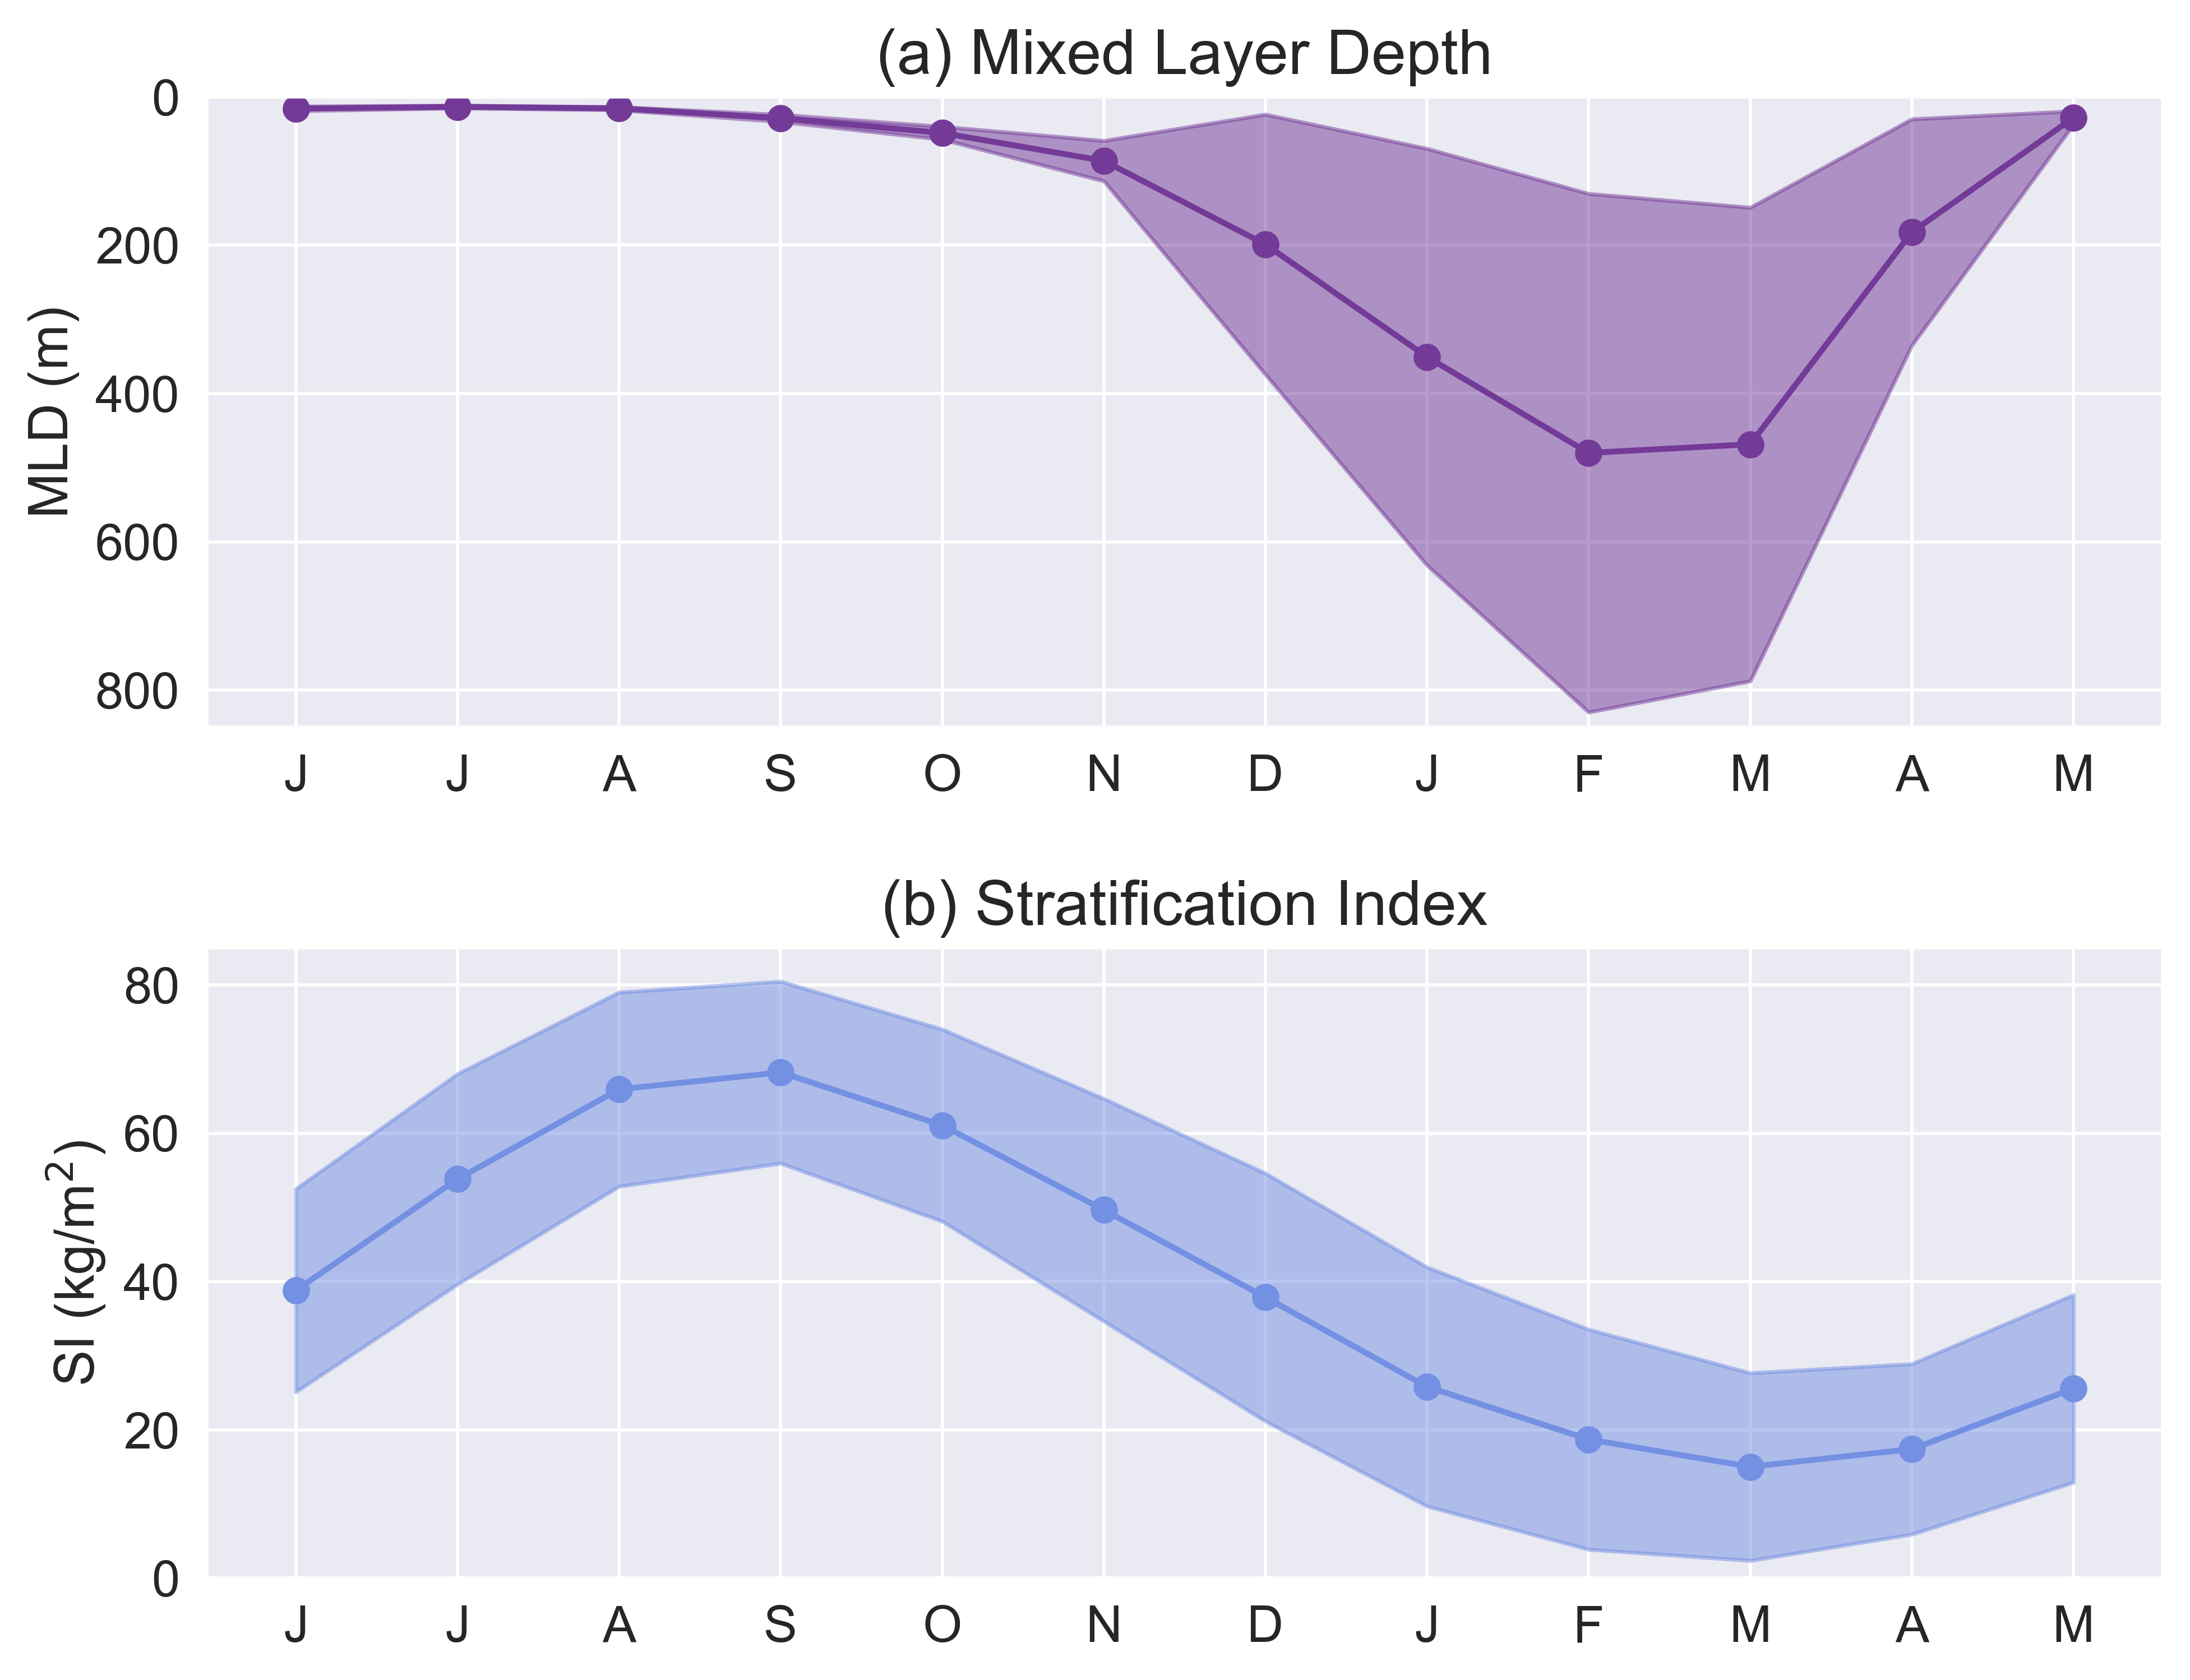 (a) Mixed Layer Depth
0
200
400
600
800
MLD (m)
J J A S O N D J F M A M
(b) Stratification Index
80
60
40
20
0
SI (kg/m²)
J J A S O N D J F M A M